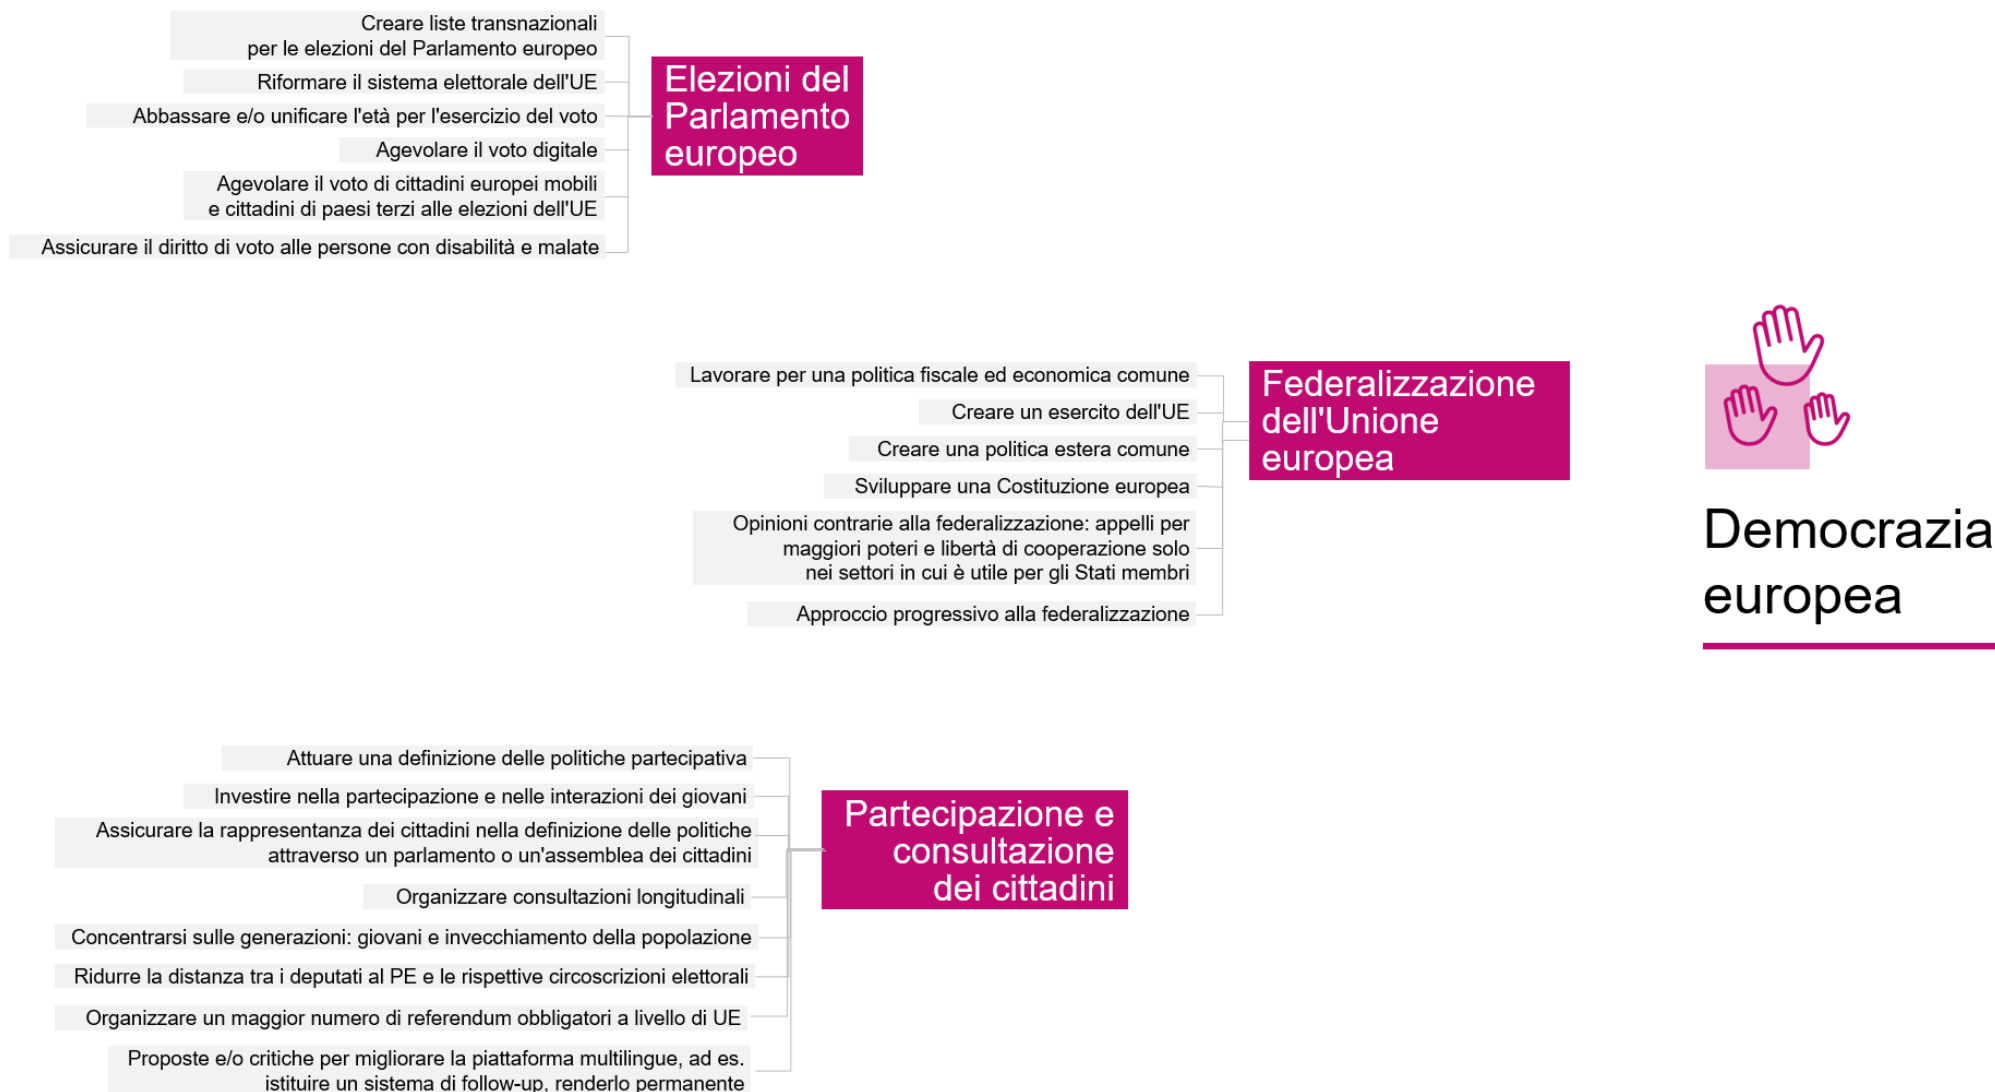 Creare liste transnazionali
per le elezioni del Parlamento europeo
Riformare il sistema elettorale dell'UE
Abbassare e/o unificare l'età per l'esercizio del voto
Agevolare il voto digitale
Agevolare il voto di cittadini europei mobili
e cittadini di paesi terzi alle elezioni dell'UE
Assicurare il diritto di voto alle persone con disabilità e malate
Elezioni del
Parlamento
europeo
Lavorare per una politica fiscale ed economica comune
Creare un esercito dell'UE
Creare una politica estera comune
Sviluppare una Costituzione europea
Opinioni contrarie alla federalizzazione: appelli per
maggiori poteri e libertà di cooperazione solo
nei settori in cui è utile per gli Stati membri
Approccio progressivo alla federalizzazione
Federalizzazione
dell'Unione
europea
Democrazia
europea
Attuare una definizione delle politiche partecipativa
Investire nella partecipazione e nelle interazioni dei giovani
Assicurare la rappresentanza dei cittadini nella definizione delle politiche
attraverso un parlamento o un'assemblea dei cittadini
Organizzare consultazioni longitudinali
Concentrarsi sulle generazioni: giovani e invecchiamento della popolazione
Ridurre la distanza tra i deputati al PE e le rispettive circoscrizioni elettorali
Organizzare un maggior numero di referendum obbligatori a livello di UE
Proposte e/o critiche per migliorare la piattaforma multilingue, ad es.
istituire un sistema di follow-up, renderlo permanente
Partecipazione e
consultazione
dei cittadini